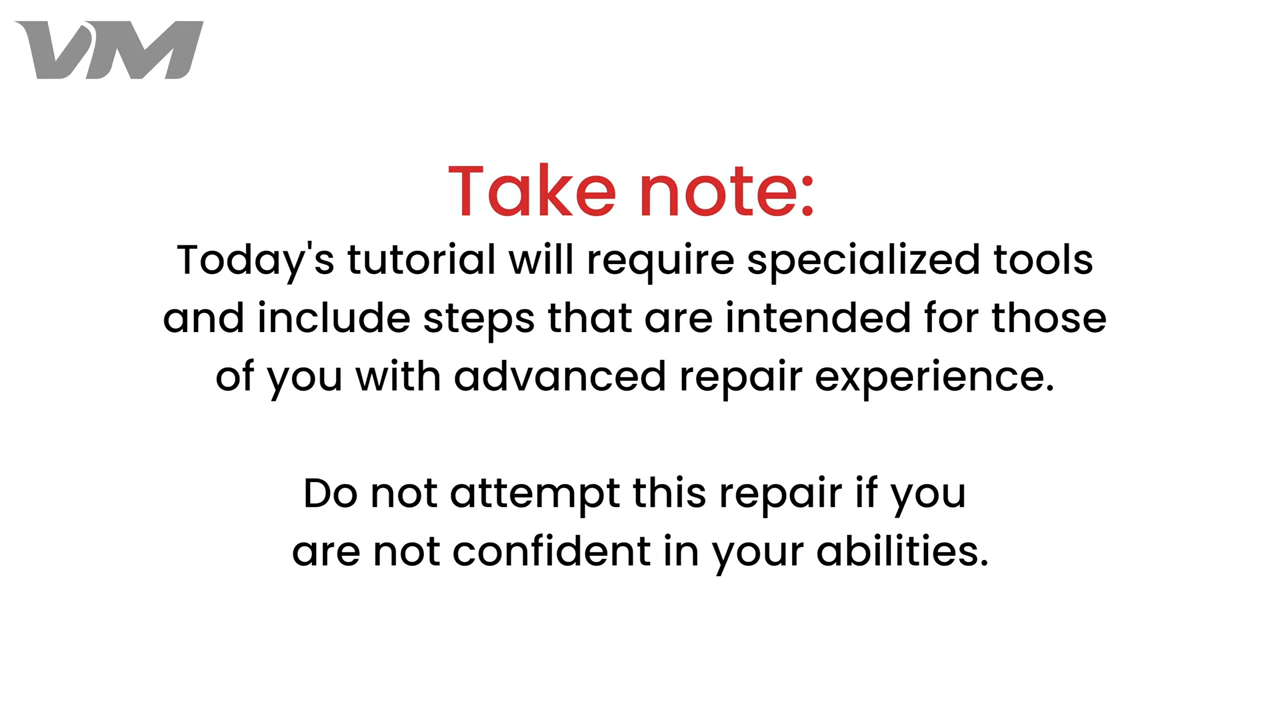 VM
Take note:
Today's tutorial will require specialized tools
and include steps that are intended for those
of you with advanced repair experience.
Do not attempt this repair if you
are not confident in your abilities.